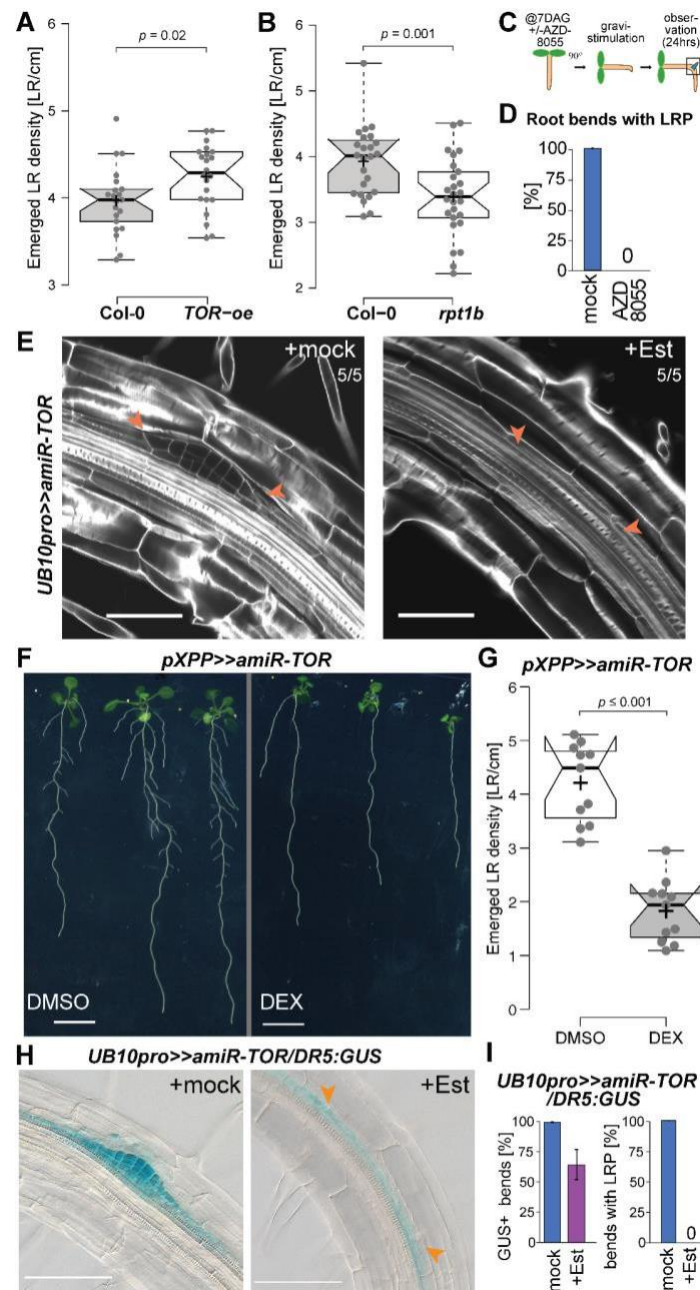 A
Emerged LR density [LR/cm]
6
5
4
3
p = 0.02
Col-0
TOR-oe
B
Emerged LR density [LR/cm]
6
5
4
3
2
p = 0.001
Col-0
rpt1b
C
@7DAG
+/-AZD-
8055
90°
gravi-
stimulation
obser-
vation
(24hrs)
D
Root bends with LRP
[%]
100
75
50
25
0
0
mock
AZD
8055
E
UB10pro>>amiR-TOR
+mock
5/5
+Est
5/5
F
pXPP>>amiR-TOR
DMSO
DEX
G
pXPP>>amiR-TOR
Emerged LR density [LR/cm]
6
5
4
3
2
1
0
p ≤ 0.001
DMSO
DEX
H
UB10pro>>amiR-TOR/DR5:GUS
+mock
+Est
I
UB10pro>>amiR-TOR
/DR5:GUS
GUS+ bends [%]
100
75
50
25
0
mock
+Est
bends with LRP [%]
100
75
50
25
0
0
mock
+Est